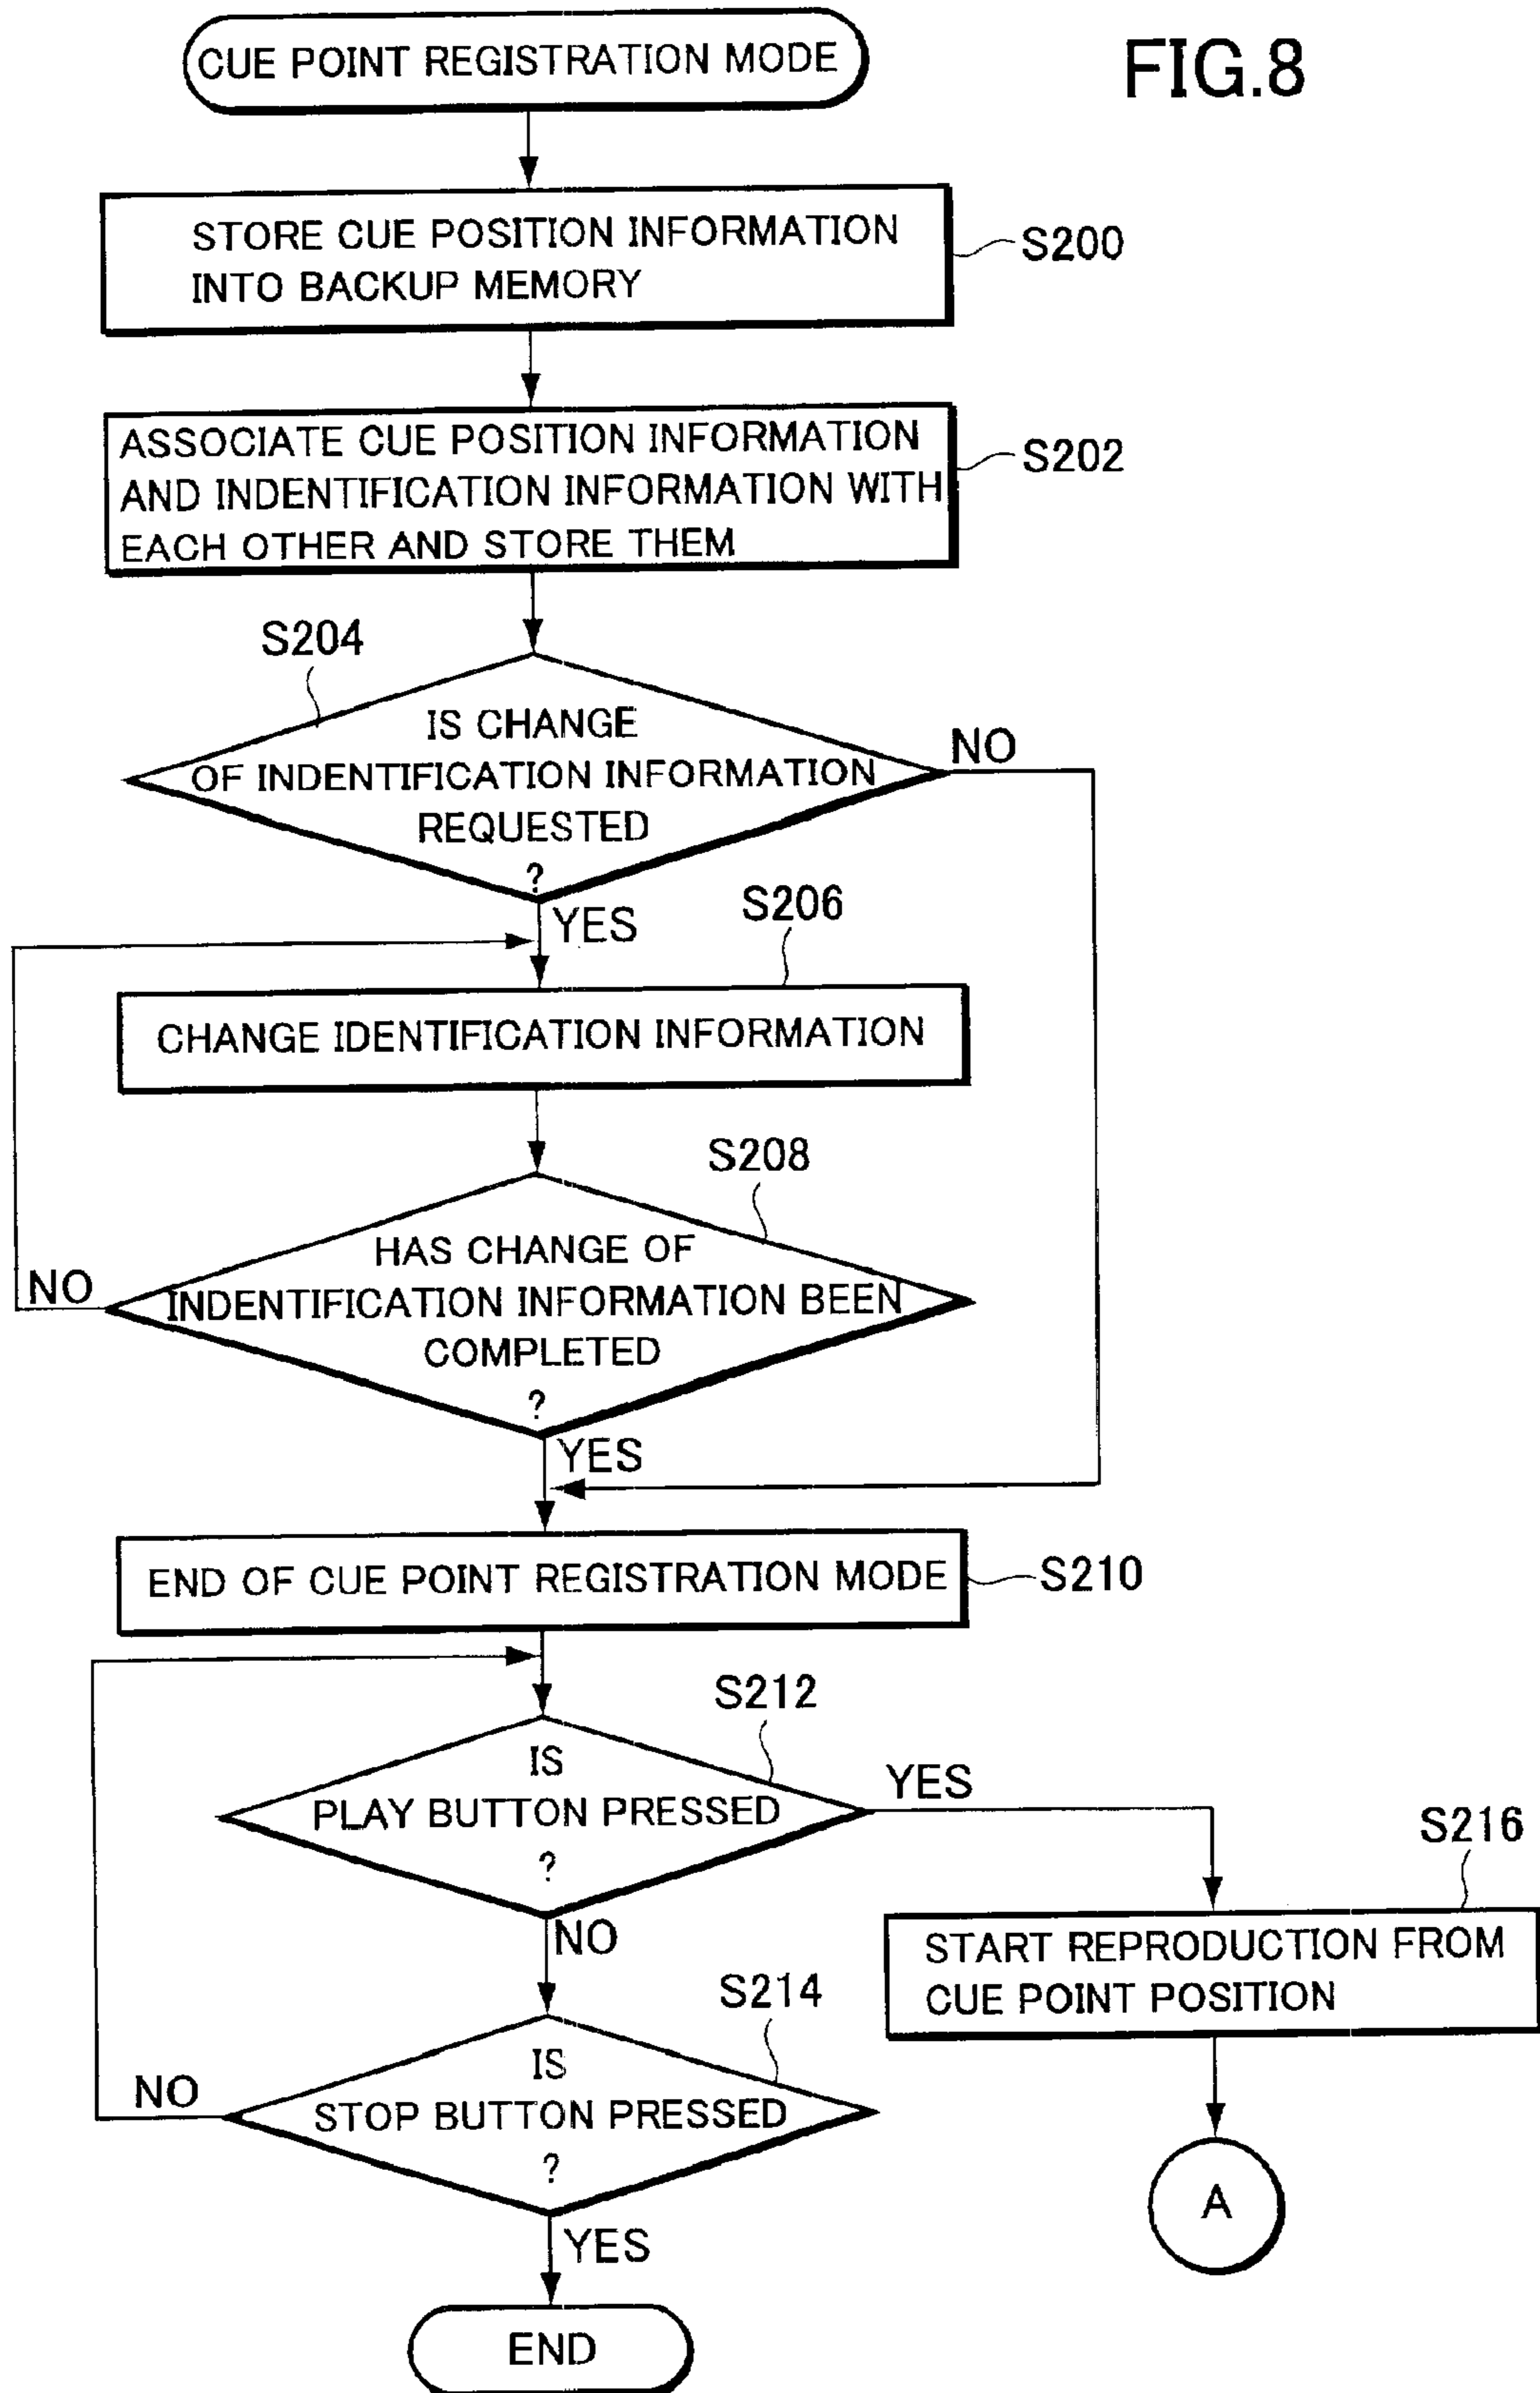 CUE POINT REGISTRATION MODE
FIG.8
STORE CUE POSITION INFORMATION
INTO BACKUP MEMORY
S200
ASSOCIATE CUE POSITION INFORMATION
AND INDENTIFICATION INFORMATION WITH
EACH OTHER AND STORE THEM
S202
S204
IS CHANGE
OF INDENTIFICATION INFORMATION
REQUESTED
?
NO
YES
S206
CHANGE IDENTIFICATION INFORMATION
S208
HAS CHANGE OF
INDENTIFICATION INFORMATION BEEN
COMPLETED
?
NO
YES
END OF CUE POINT REGISTRATION MODE
S210
S212
IS
PLAY BUTTON PRESSED
?
YES
NO
S216
START REPRODUCTION FROM
CUE POINT POSITION
S214
IS
STOP BUTTON PRESSED
?
NO
YES
A
END